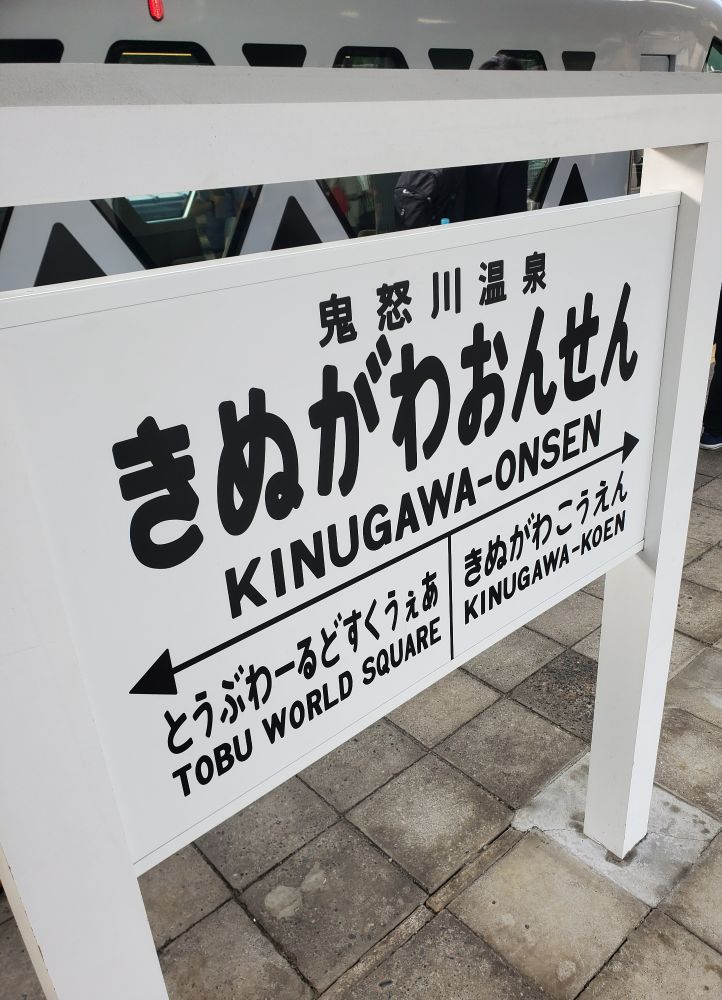 鬼怒川温泉
きぬがわおんせん
KINUGAWA-ONSEN
とうぶわーるどすくうぇあ
TOBU WORLD SQUARE
きぬがわこうえん
KINUGAWA-KOEN